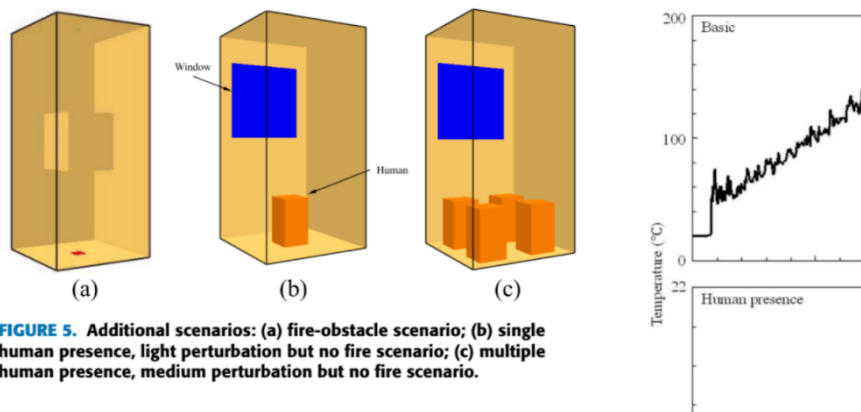 Window
Human
(a)
(b)
(c)
FIGURE 5. Additional scenarios: (a) fire-obstacle scenario; (b) single
human presence, light perturbation but no fire scenario; (c) multiple
human presence, medium perturbation but no fire scenario.
200
Basic
100
0
Temperature (°C)
22
Human presence